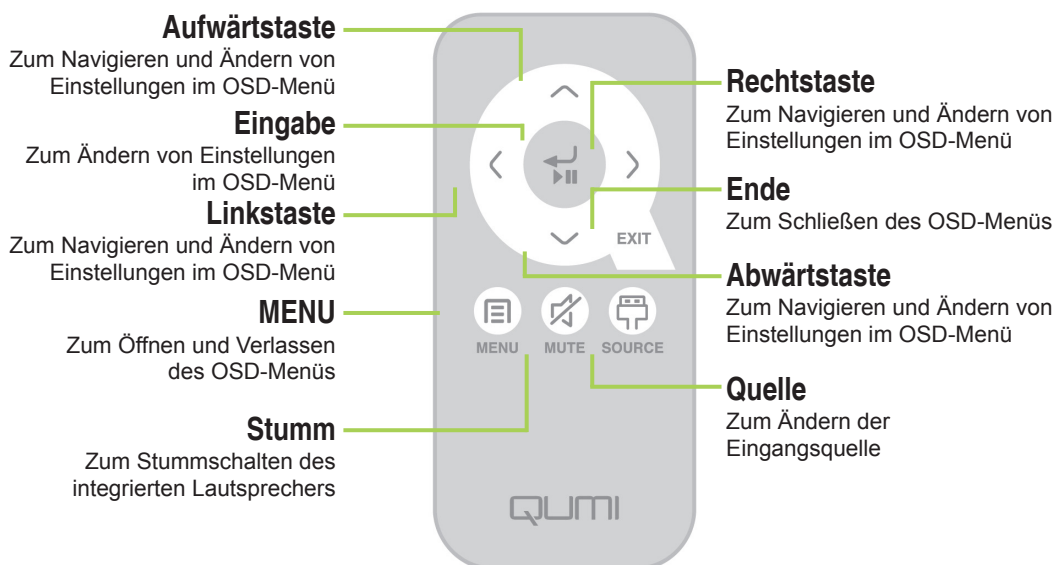 Aufwärtstaste
Zum Navigieren und Ändern von
Einstellungen im OSD-Menü
Eingabe
Zum Ändern von Einstellungen
im OSD-Menü
Linkstaste
Zum Navigieren und Ändern von
Einstellungen im OSD-Menü
MENU
Zum Öffnen und Verlassen
des OSD-Menüs
Stumm
Zum Stummschalten des
integrierten Lautsprechers
EXIT
MENU MUTE SOURCE
QUMI
Rechtstaste
Zum Navigieren und Ändern von
Einstellungen im OSD-Menü
Ende
Zum Schließen des OSD-Menüs
Abwärtstaste
Zum Navigieren und Ändern von
Einstellungen im OSD-Menü
Quelle
Zum Ändern der
Eingangsquelle